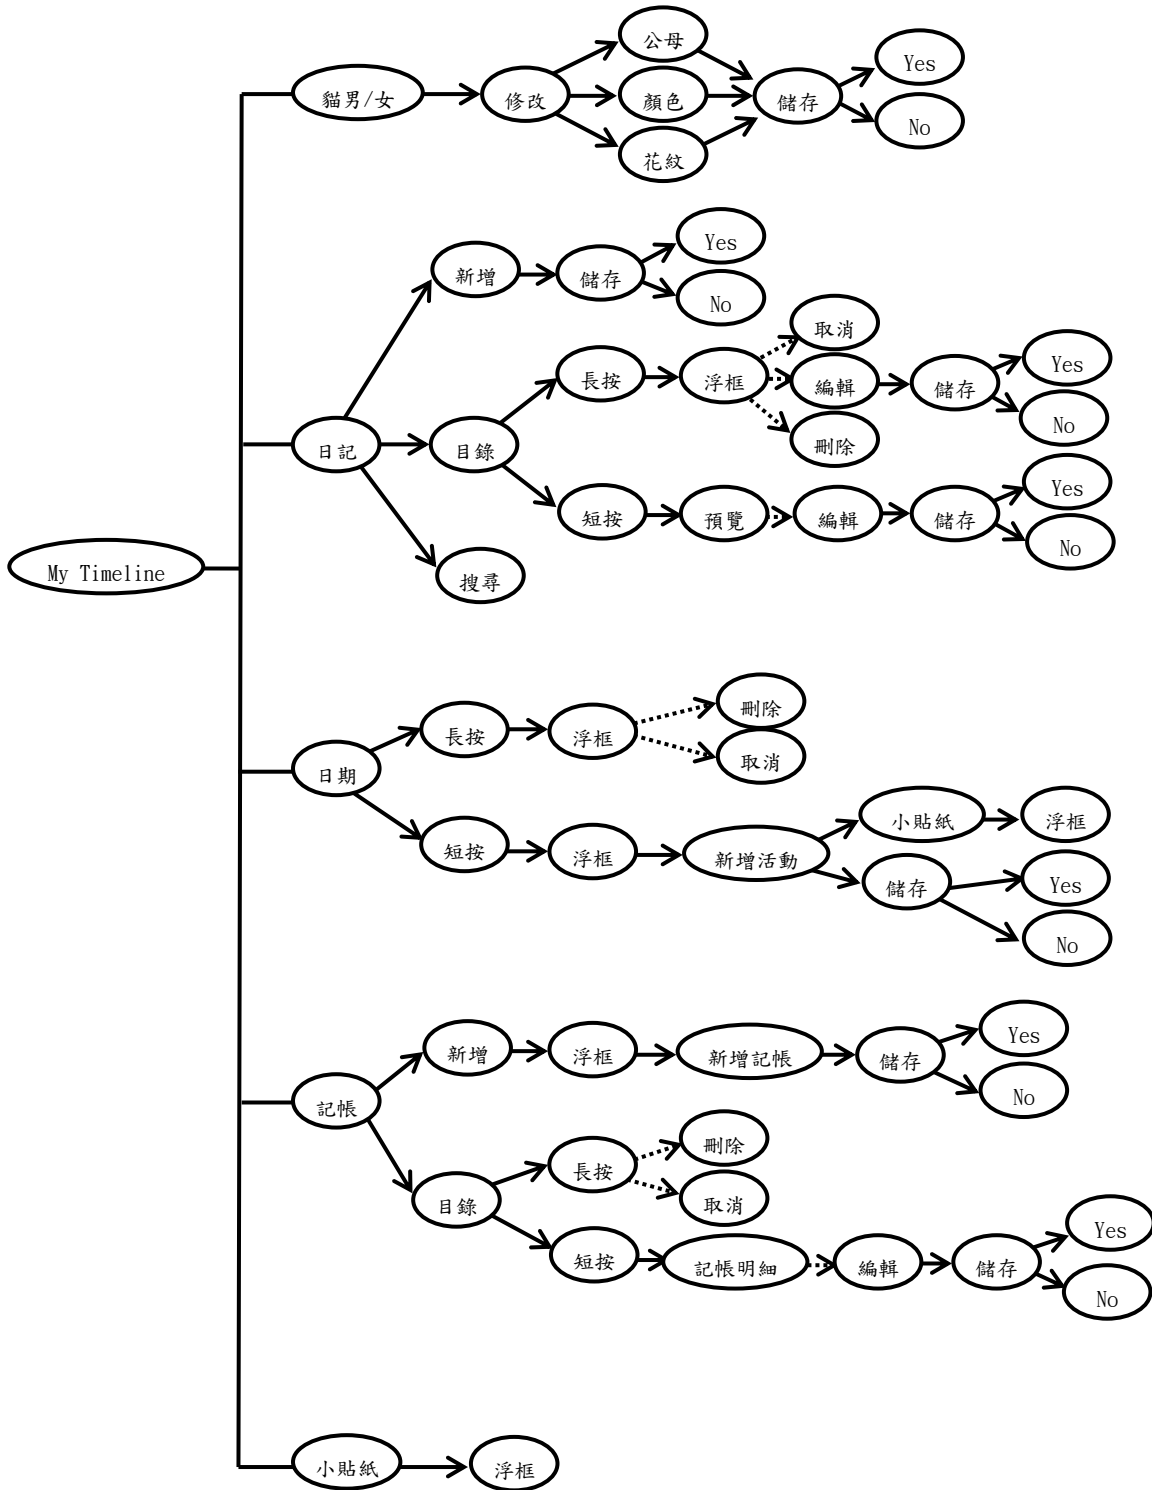 公母
Yes
貓男/女
修改
顏色
儲存
No
花紋
Yes
新增
儲存
No
取消
長按
浮框
編輯
儲存
Yes
No
刪除
日記
目錄
短按
預覽
編輯
儲存
Yes
No
搜尋
My Timeline
刪除
長按
浮框
取消
日期
短按
浮框
新增活動
小貼紙
浮框
儲存
Yes
No
新增
浮框
新增記帳
儲存
Yes
No
記帳
刪除
長按
取消
目錄
短按
記帳明細
編輯
儲存
Yes
No
小貼紙
浮框